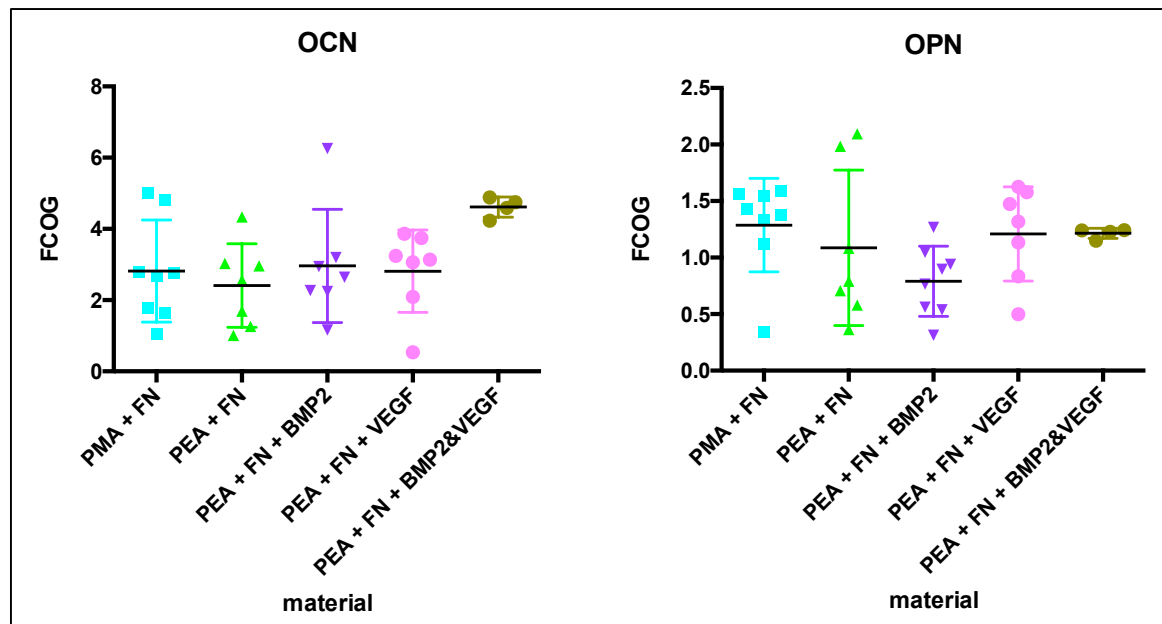 OCN
FCOG
8
6
4
2
0
PMA + FN
PEA + FN
PEA + FN + BMP2
PEA + FN + VEGF
PEA + FN + BMP2&VEGF
material
OPN
FCOG
2.5
2.0
1.5
1.0
0.5
0.0
PMA + FN
PEA + FN
PEA + FN + BMP2
PEA + FN + VEGF
PEA + FN + BMP2&VEGF
material